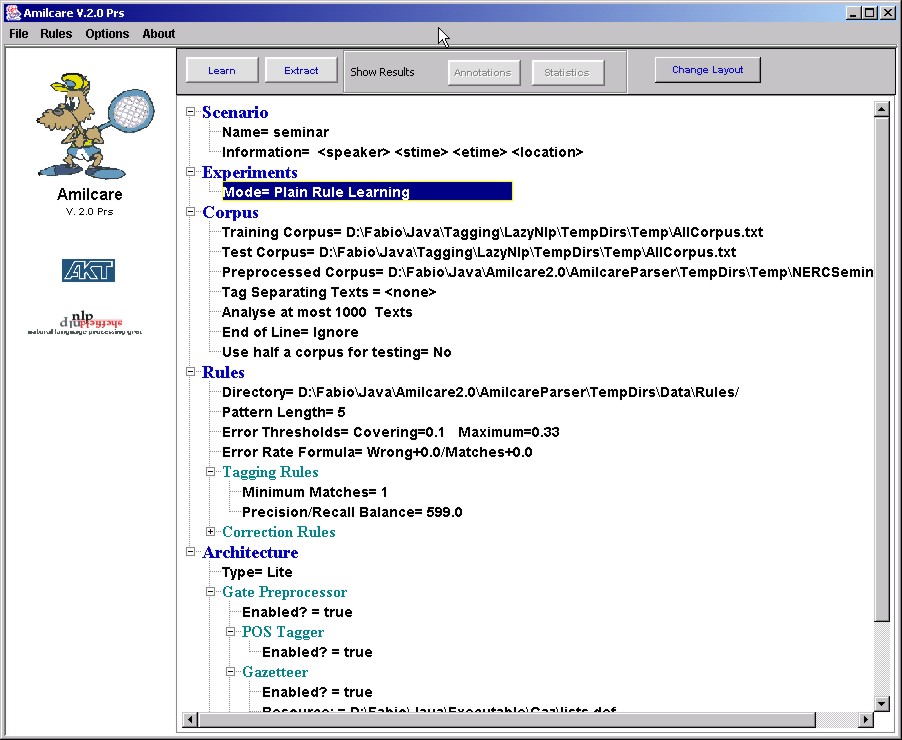 Amilcare V.2.0 Prs
File Rules Options About
Learn Extract Show Results Annotations Statistics Change Layout
Amilcare
V. 2.0 Prs
AKT
nlp
sheffield
natural language processing
Scenario
Name= seminar
Information= <speaker> <stime> <etime> <location>
Experiments
Mode= Plain Rule Learning
Corpus
Training Corpus= D:\Fabio\Java\Tagging\LazyNlp\TempDirs\Temp\AllCorpus.txt
Test Corpus= D:\Fabio\Java\Tagging\LazyNlp\TempDirs\Temp\AllCorpus.txt
Preprocessed Corpus= D:\Fabio\Java\Amilcare2.0\AmilcareParser\TempDirs\Temp\NERCSemin
Tag Separating Texts = <none>
Analyse at most 1000 Texts
End of Line= Ignore
Use half a corpus for testing= No
Rules
Directory= D:\Fabio\Java\Amilcare2.0\AmilcareParser\TempDirs\Data\Rules/
Pattern Length= 5
Error Thresholds= Covering=0.1 Maximum=0.33
Error Rate Formula= Wrong+0.0/Matches+0.0
Tagging Rules
Minimum Matches= 1
Precision/Recall Balance= 599.0
Correction Rules
Architecture
Type= Lite
Gate Preprocessor
Enabled? = true
POS Tagger
Enabled? = true
Gazetteer
Enabled? = true
Resource: = D:\Fabio\Java\Executable\Gaz\lists.def